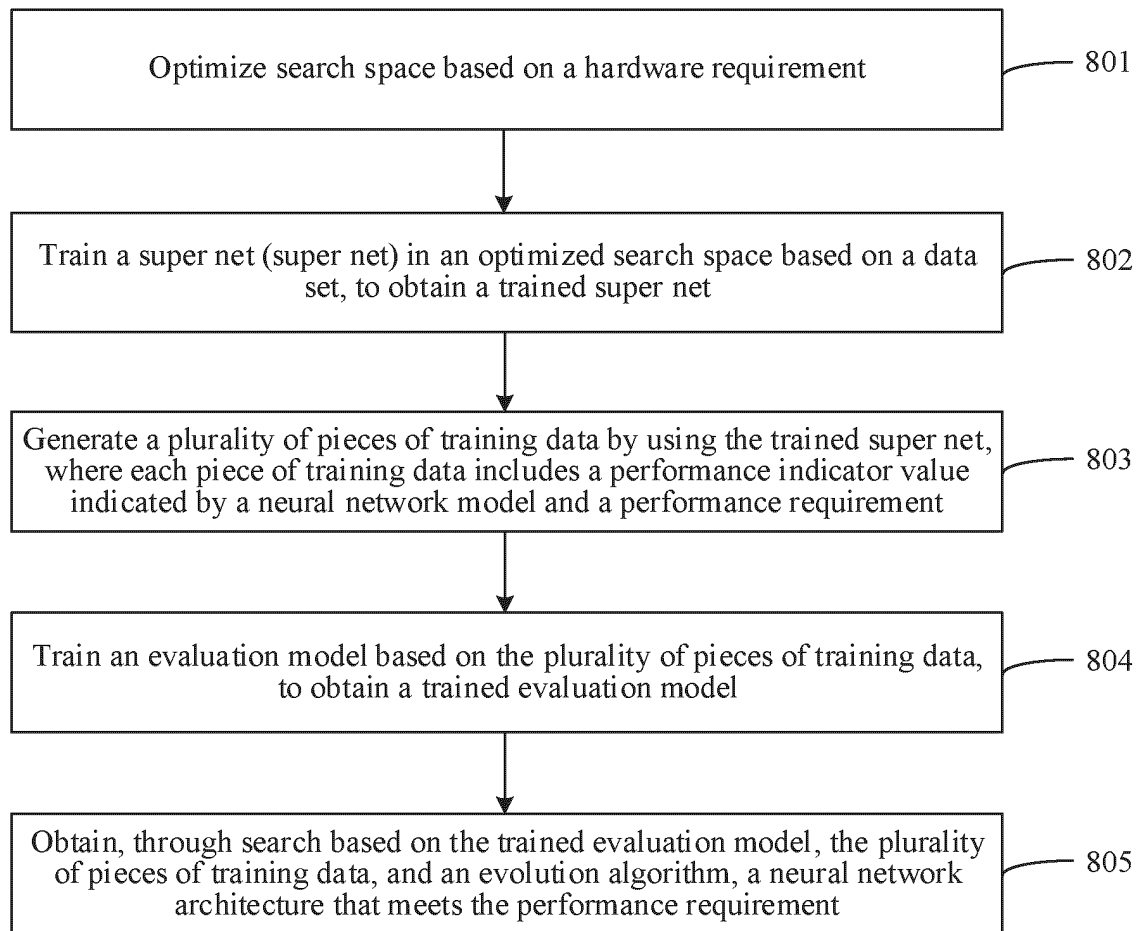 Optimize search space based on a hardware requirement
801
Train a super net (super net) in an optimized search space based on a data
set, to obtain a trained super net
802
Generate a plurality of pieces of training data by using the trained super net,
where each piece of training data includes a performance indicator value
indicated by a neural network model and a performance requirement
803
Train an evaluation model based on the plurality of pieces of training data,
to obtain a trained evaluation model
804
Obtain, through search based on the trained evaluation model, the plurality
of pieces of training data, and an evolution algorithm, a neural network
architecture that meets the performance requirement
805